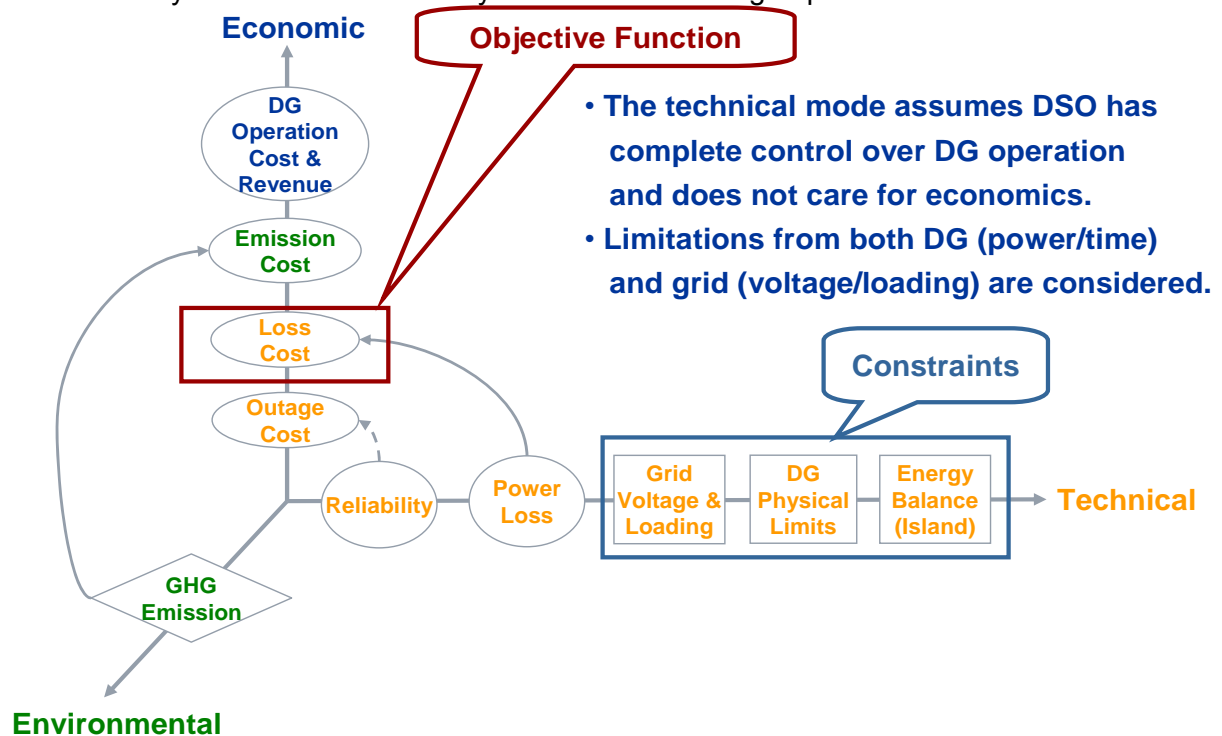 Economic
Objective Function
DG
Operation
Cost &
Revenue
• The technical mode assumes DSO has
complete control over DG operation
and does not care for economics.
• Limitations from both DG (power/time)
and grid (voltage/loading) are considered.
Emission
Cost
Loss
Cost
Constraints
Outage
Cost
Reliability
Power
Loss
Grid
Voltage &
Loading
DG
Physical
Limits
Energy
Balance
(Island)
Technical
GHG
Emission
Environmental